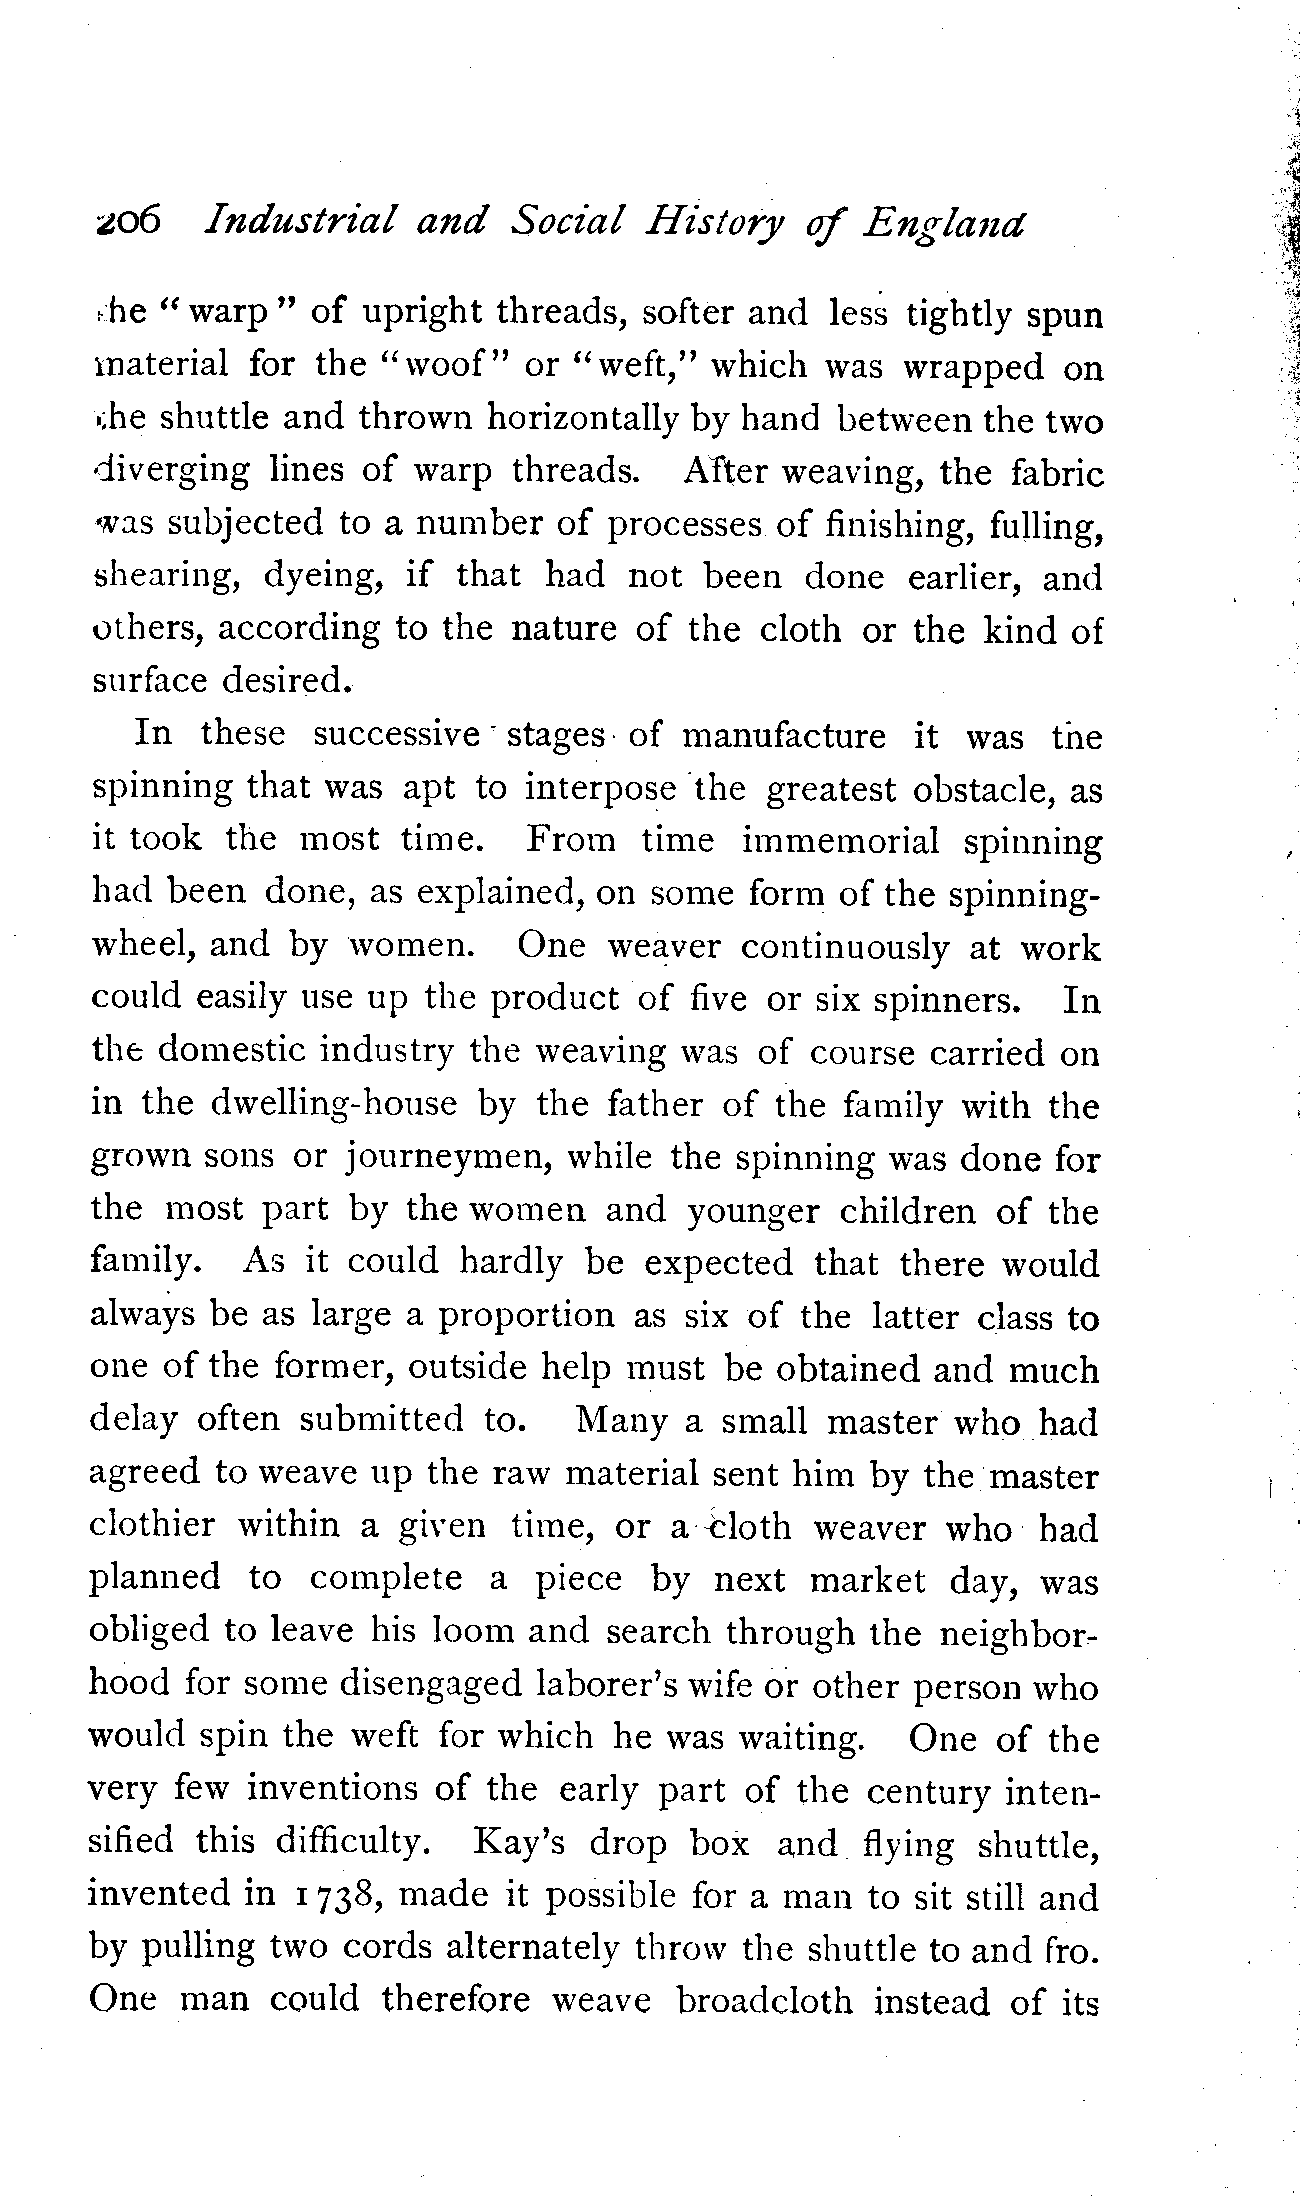 206 Industrial and Social History of England
the "warp" of upright threads, softer and less tightly spun
material for the "woof" or "weft," which was wrapped on
the shuttle and thrown horizontally by hand between the two
diverging lines of warp threads. After weaving, the fabric
was subjected to a number of processes of finishing, fulling,
shearing, dyeing, if that had not been done earlier, and
others, according to the nature of the cloth or the kind of
surface desired.
In these successive stages of manufacture it was the
spinning that was apt to interpose the greatest obstacle, as
it took the most time. From time immemorial spinning
had been done, as explained, on some form of the spinning-
wheel, and by women. One weaver continuously at work
could easily use up the product of five or six spinners. In
the domestic industry the weaving was of course carried on
in the dwelling-house by the father of the family with the
grown sons or journeymen, while the spinning was done for
the most part by the women and younger children of the
family. As it could hardly be expected that there would
always be as large a proportion as six of the latter class to
one of the former, outside help must be obtained and much
delay often submitted to. Many a small master who had
agreed to weave up the raw material sent him by the master
clothier within a given time, or a cloth weaver who had
planned to complete a piece by next market day, was
obliged to leave his loom and search through the neighbor-
hood for some disengaged laborer's wife or other person who
would spin the weft for which he was waiting. One of the
very few inventions of the early part of the century inten-
sified this difficulty. Kay's drop box and flying shuttle,
invented in 1738, made it possible for a man to sit still and
by pulling two cords alternately throw the shuttle to and fro.
One man could therefore weave broadcloth instead of its